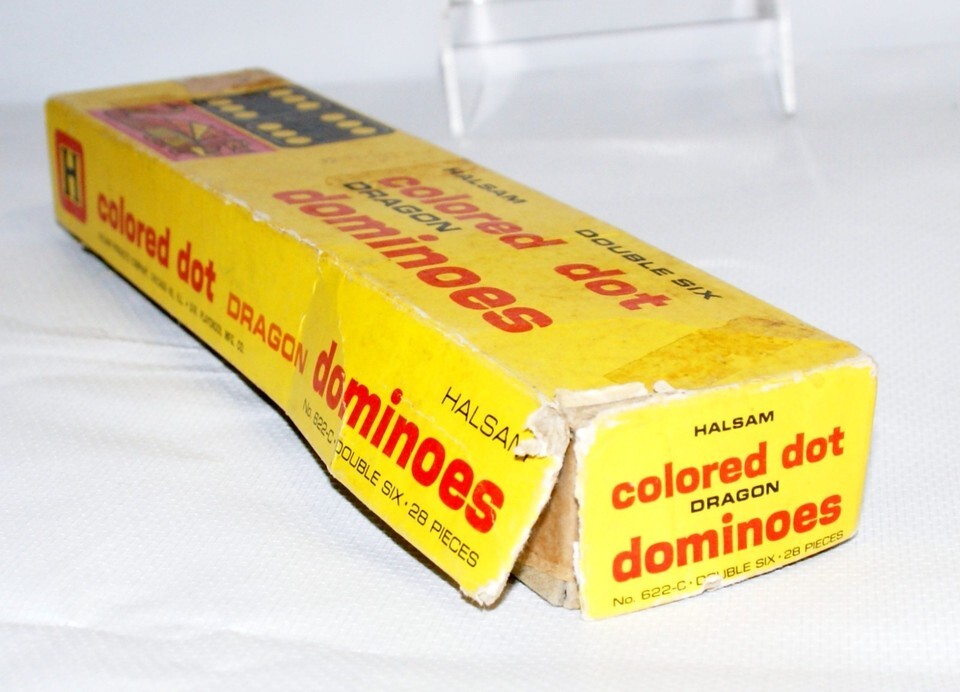 HALSAM
colored dot
DRAGON
dominoes
DOUBLE SIX
H
colored dot DRAGON dominoes
HALSAM
No. 622-C · DOUBLE SIX · 28 PIECES
HALSAM
colored dot
DRAGON
dominoes
No. 622-C · DOUBLE SIX · 28 PIECES